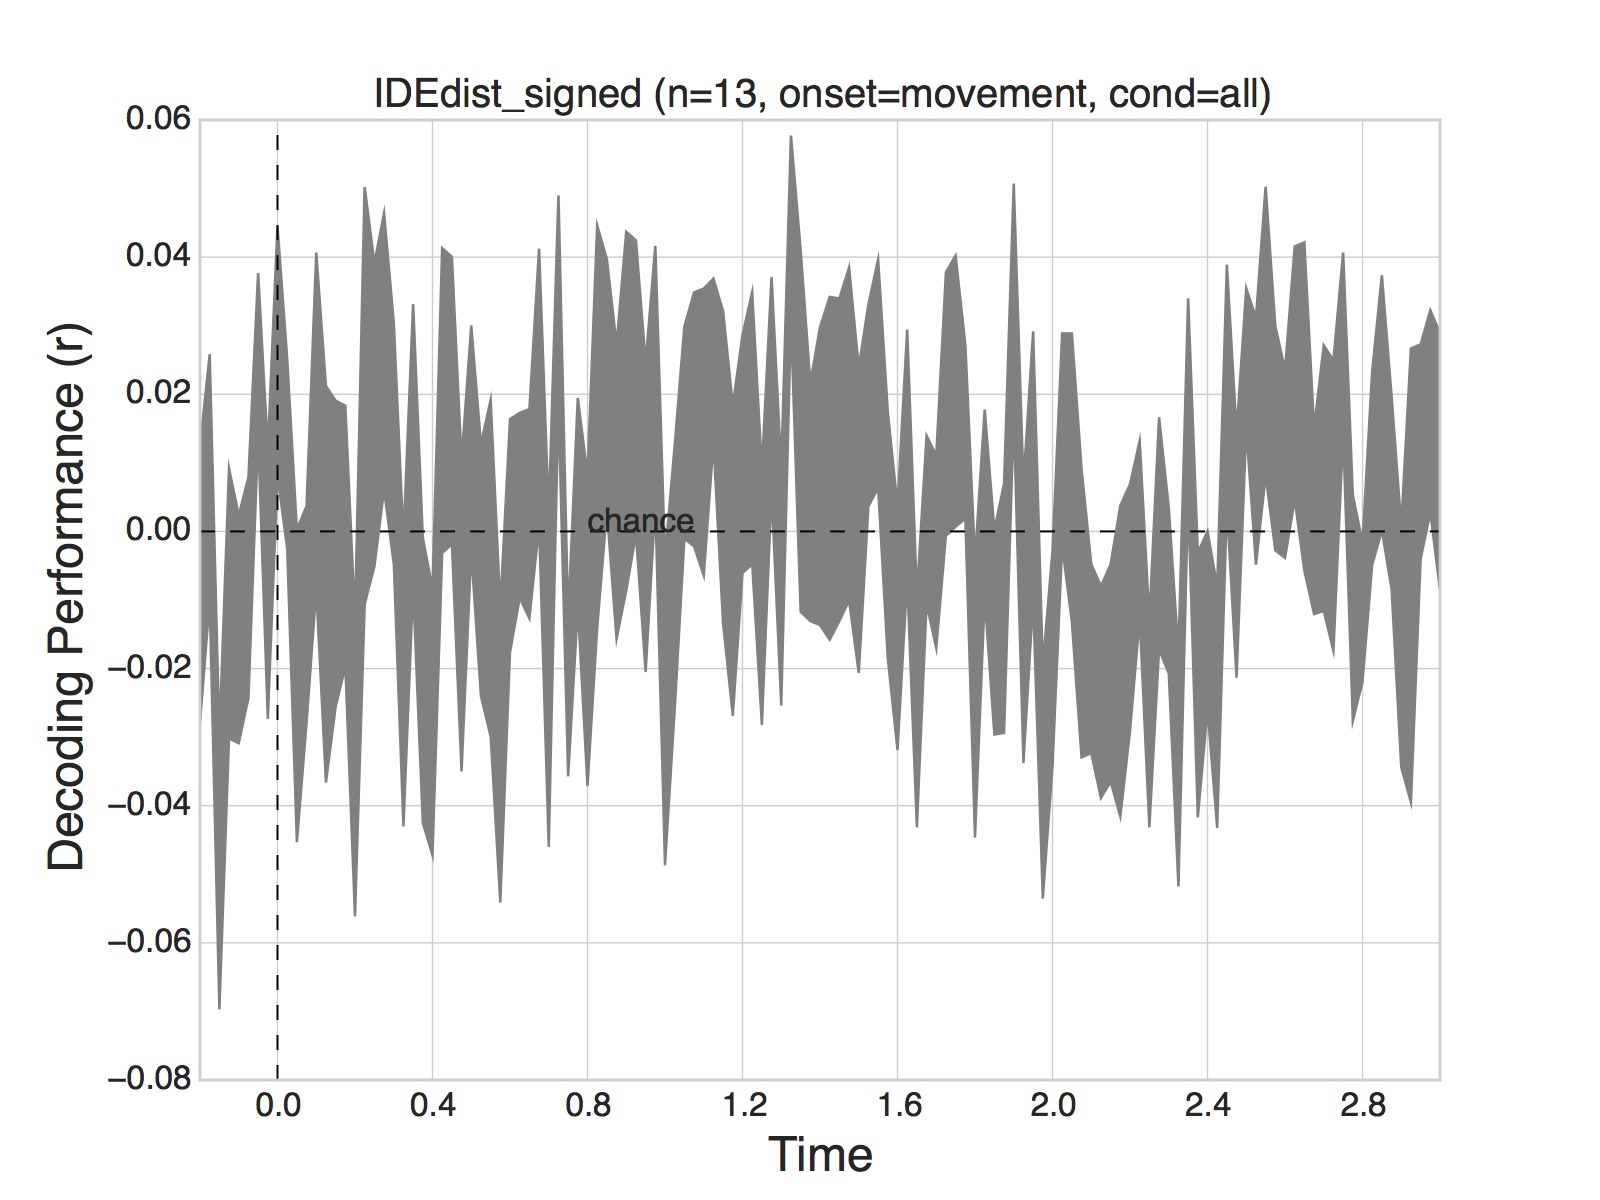 IDEdist_signed (n=13, onset=movement, cond=all)
0.06
0.04
0.02
0.00
−0.02
−0.04
−0.06
−0.08
Decoding Performance (r)
chance
0.0 0.4 0.8 1.2 1.6 2.0 2.4 2.8
Time